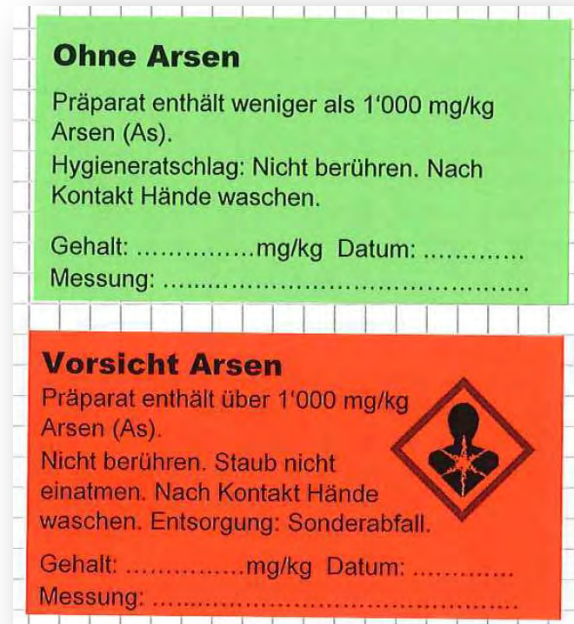 Ohne Arsen
Präparat enthält weniger als 1'000 mg/kg
Arsen (As).
Hygieneratschlag: Nicht berühren. Nach
Kontakt Hände waschen.
Gehalt: ……………mg/kg Datum: ………….
Messung: …...……………………………………….
Vorsicht Arsen
Präparat enthält über 1'000 mg/kg
Arsen (As).
Nicht berühren. Staub nicht
einatmen. Nach Kontakt Hände
waschen. Entsorgung: Sonderabfall.
Gehalt: ……………mg/kg Datum: ………….
Messung: …...……………………………………….